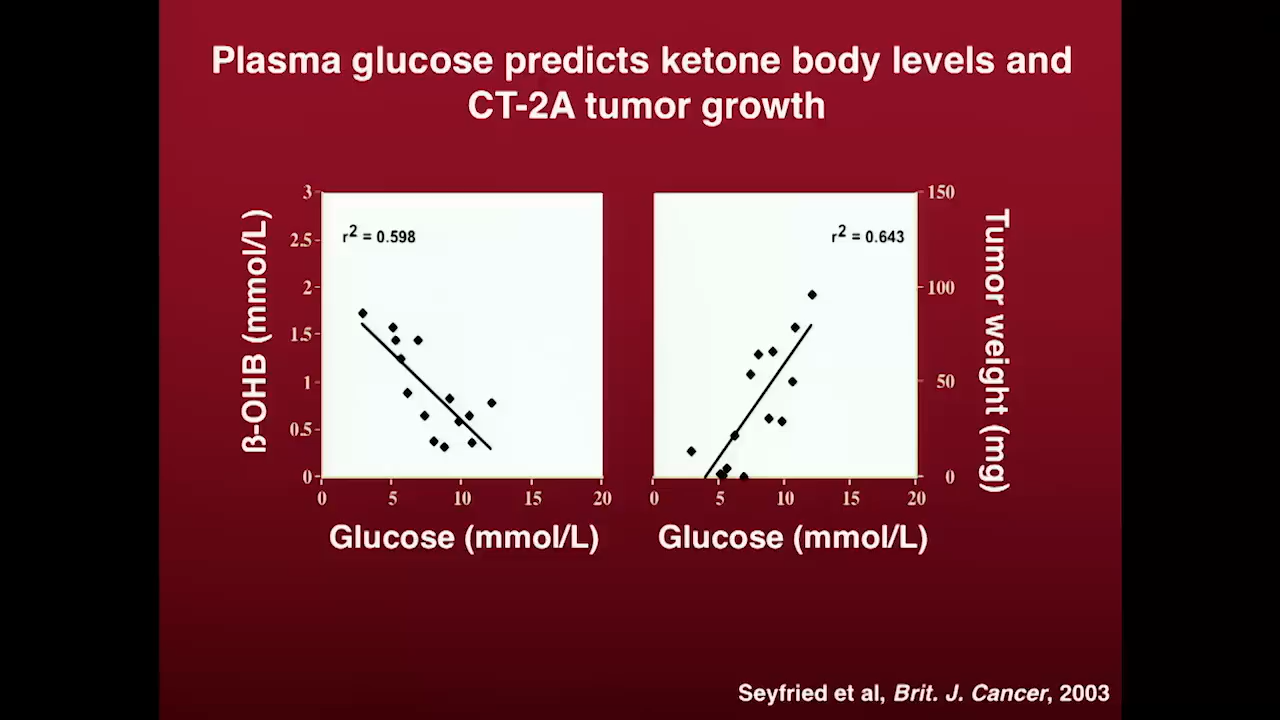 Plasma glucose predicts ketone body levels and
CT-2A tumor growth
3
2.5
2
1.5
1
0.5
0
ß-OHB (mmol/L)
r2 = 0.598
0 5 10 15 20
Glucose (mmol/L)
r2 = 0.643
150
100
50
0
Tumor weight (mg)
0 5 10 15 20
Glucose (mmol/L)
Seyfried et al, Brit. J. Cancer, 2003